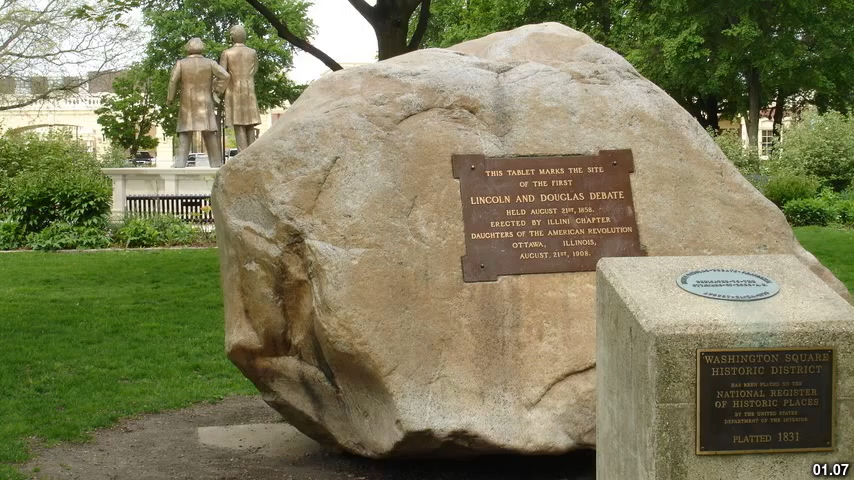 THIS TABLET MARKS THE SITE
OF THE FIRST
LINCOLN AND DOUGLAS DEBATE
HELD AUGUST 21ST, 1858.
ERECTED BY ILLINI CHAPTER
DAUGHTERS OF THE AMERICAN REVOLUTION
OTTAWA, ILLINOIS,
AUGUST, 21ST, 1908.
WASHINGTON SQUARE
HISTORIC DISTRICT
HAS BEEN PLACED ON THE
NATIONAL REGISTER
OF HISTORIC PLACES
BY THE UNITED STATES
DEPARTMENT OF THE INTERIOR
PLATTED 1831
01.07